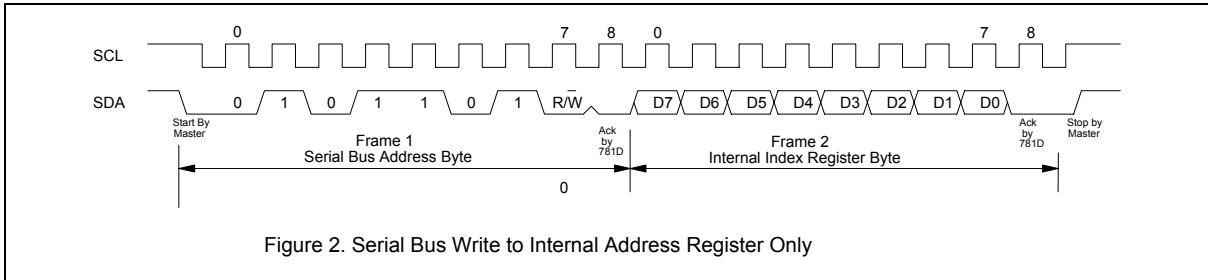 0 7 8 0 7 8
SCL
SDA 0 1 0 1 1 0 1 R/W D7 D6 D5 D4 D3 D2 D1 D0
Start By
Master
Ack
by
781D
Ack
by
781D
Stop by
Master
Frame 1
Serial Bus Address Byte
Frame 2
Internal Index Register Byte
0
Figure 2. Serial Bus Write to Internal Address Register Only